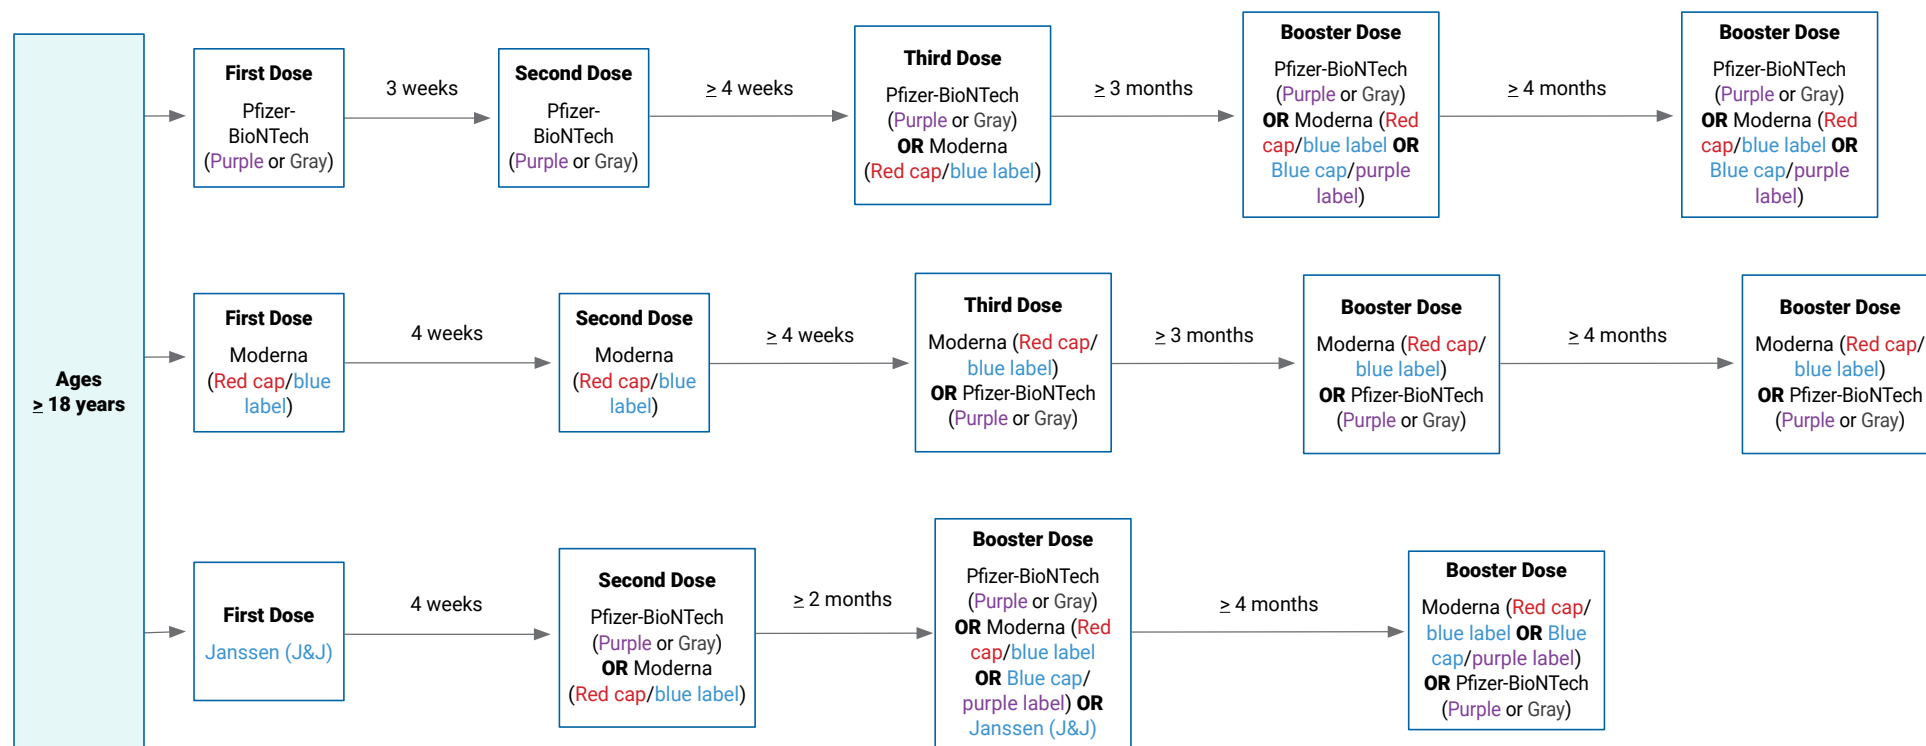 Ages
≥ 18 years
First Dose
Pfizer-
BioNTech
(Purple or Gray)
3 weeks
Second Dose
Pfizer-
BioNTech
(Purple or Gray)
≥ 4 weeks
Third Dose
Pfizer-BioNTech
(Purple or Gray)
OR Moderna
(Red cap/blue label)
≥ 3 months
Booster Dose
Pfizer-BioNTech
(Purple or Gray)
OR Moderna (Red
cap/blue label OR
Blue cap/purple
label)
≥ 4 months
Booster Dose
Pfizer-BioNTech
(Purple or Gray)
OR Moderna (Red
cap/blue label OR
Blue cap/purple
label)
First Dose
Moderna
(Red cap/blue
label)
4 weeks
Second Dose
Moderna
(Red cap/blue
label)
≥ 4 weeks
Third Dose
Moderna (Red cap/
blue label)
OR Pfizer-BioNTech
(Purple or Gray)
≥ 3 months
Booster Dose
Moderna (Red cap/
blue label)
OR Pfizer-BioNTech
(Purple or Gray)
≥ 4 months
Booster Dose
Moderna (Red cap/
blue label)
OR Pfizer-BioNTech
(Purple or Gray)
First Dose
Janssen (J&J)
4 weeks
Second Dose
Pfizer-BioNTech
(Purple or Gray)
OR Moderna
(Red cap/blue label)
≥ 2 months
Booster Dose
Pfizer-BioNTech
(Purple or Gray)
OR Moderna (Red
cap/blue label
OR Blue cap/
purple label) OR
Janssen (J&J)
≥ 4 months
Booster Dose
Moderna (Red cap/
blue label OR Blue
cap/purple label)
OR Pfizer-BioNTech
(Purple or Gray)